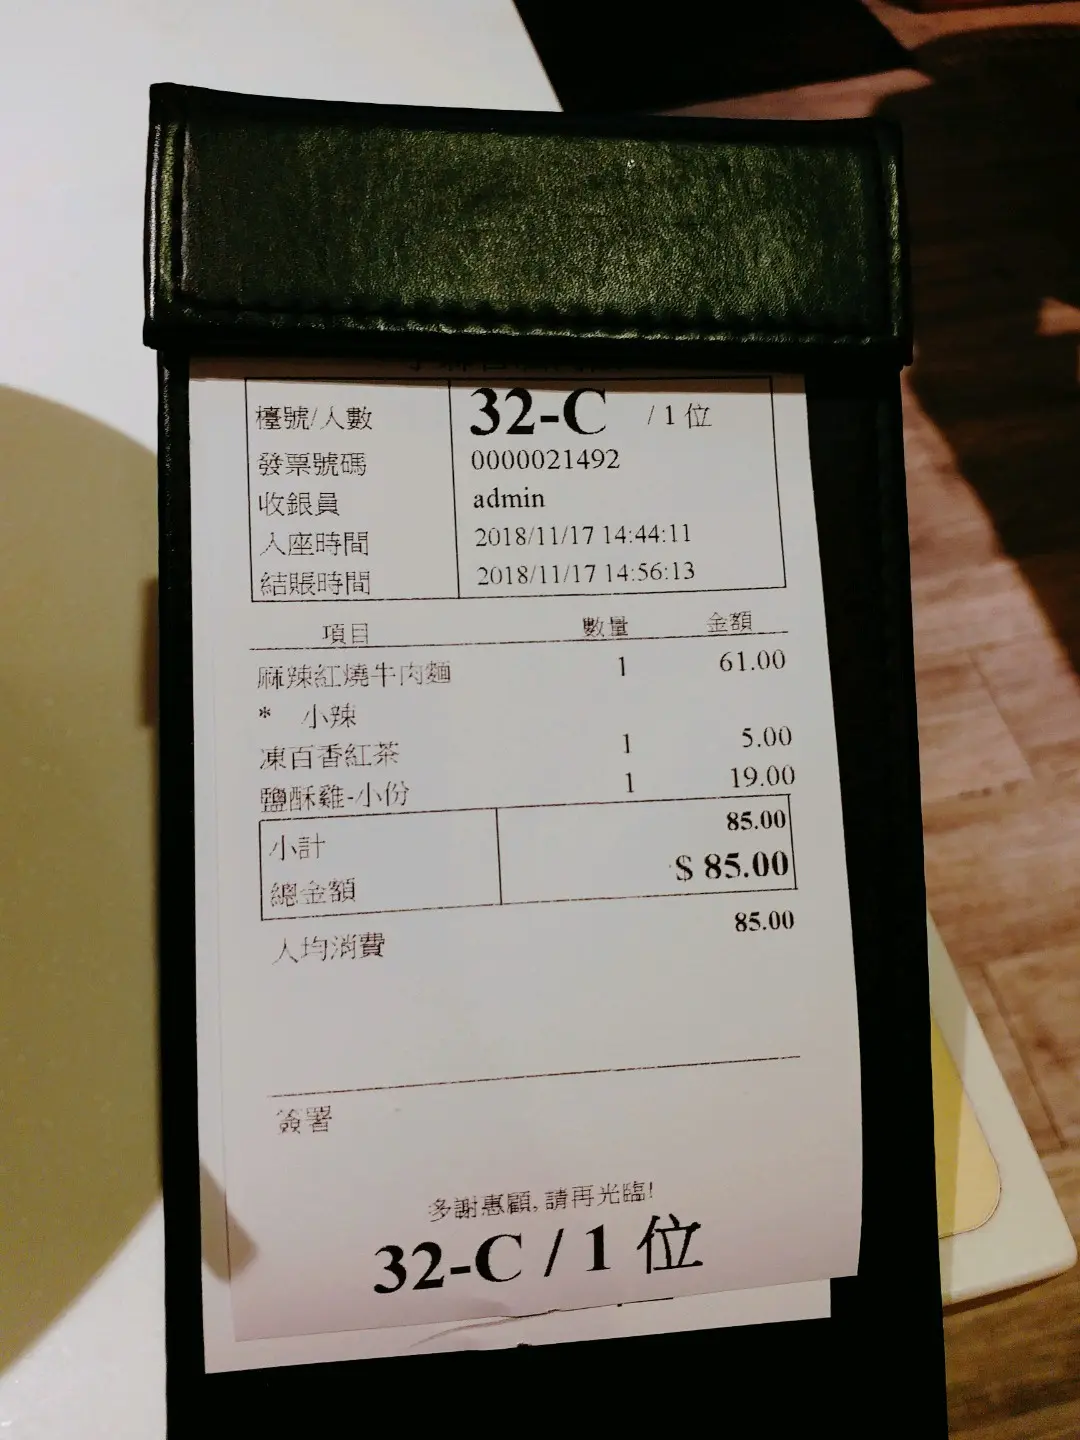 檯號/人數 32-C / 1 位
發票號碼 0000021492
收銀員 admin
入座時間 2018/11/17 14:44:11
結賬時間 2018/11/17 14:56:13
項目 數量 金額
麻辣紅燒牛肉麵 1 61.00
* 小辣
凍百香紅茶 1 5.00
鹽酥雞-小份 1 19.00
小計 85.00
總金額 $ 85.00
人均消費 85.00
簽署
多謝惠顧, 請再光臨!
32-C / 1 位